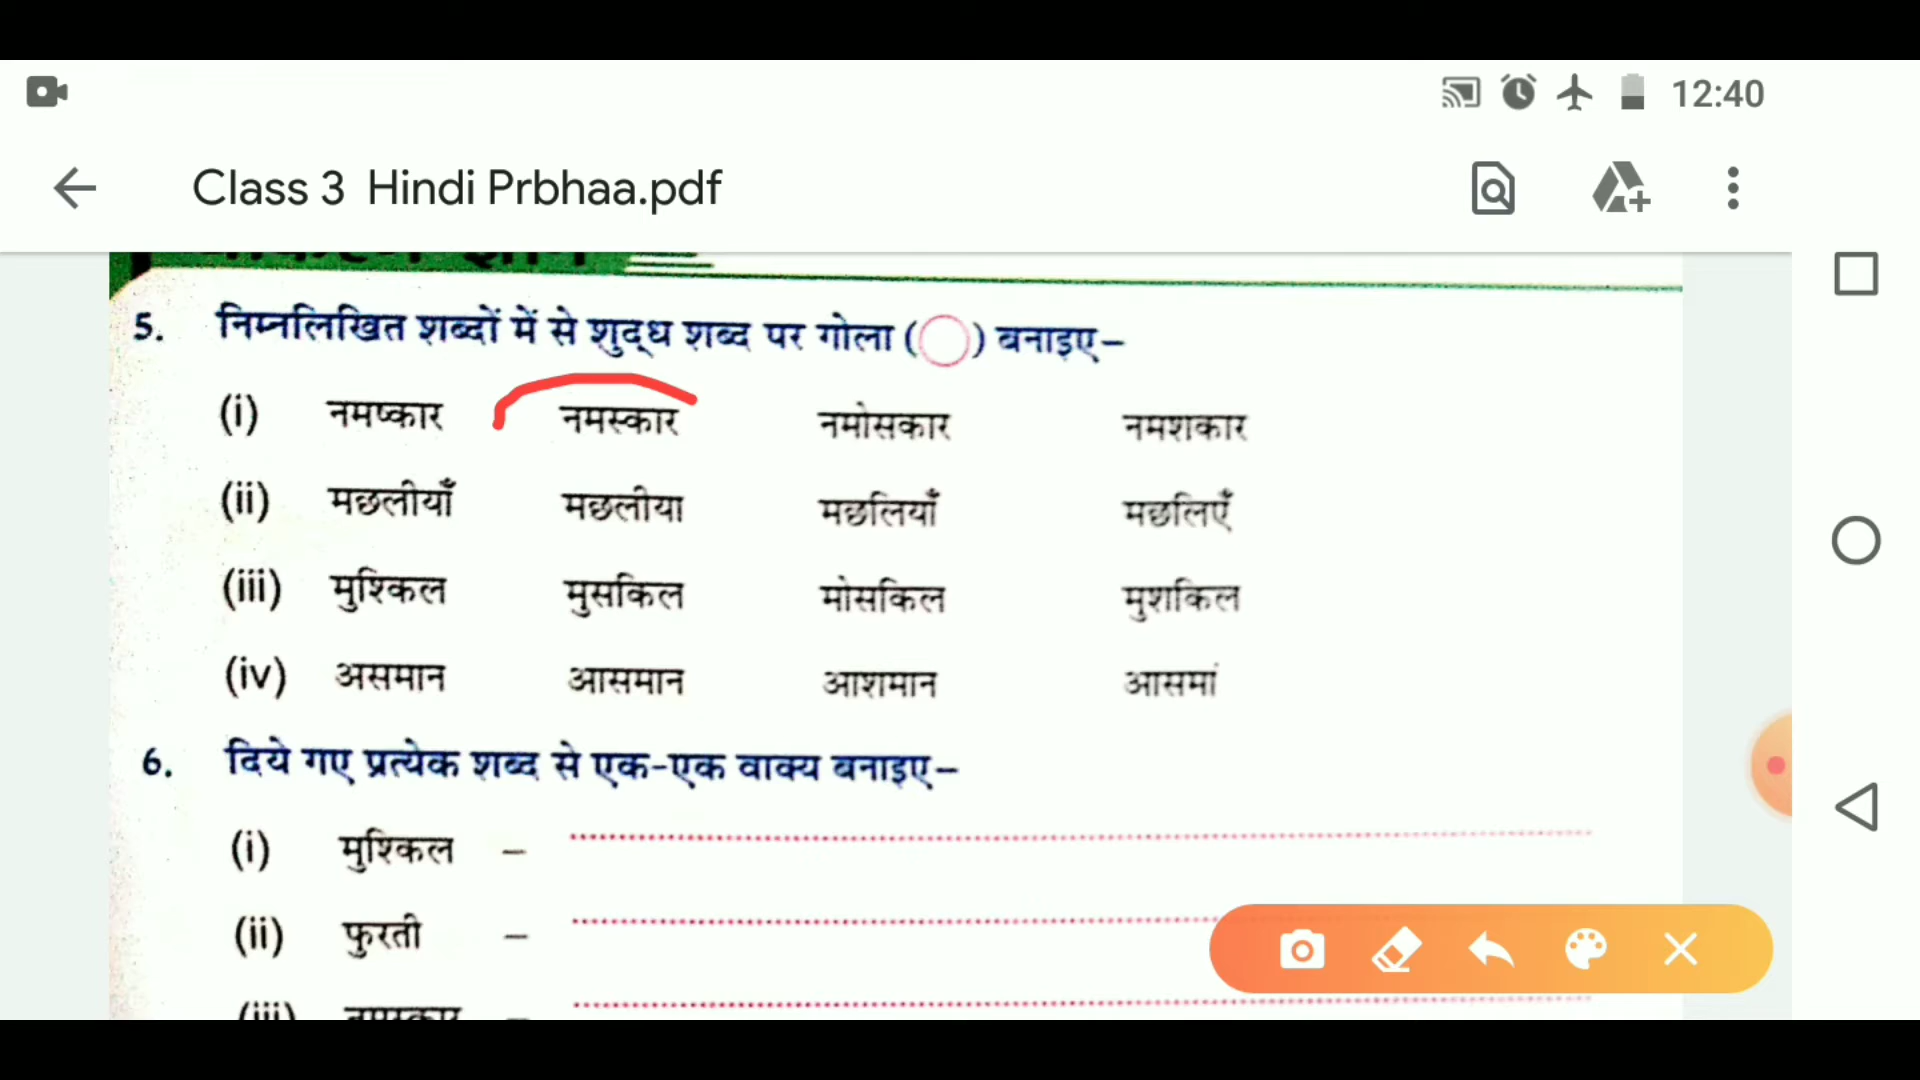 12:40
Class 3 Hindi Prbhaa.pdf
5. निम्नलिखित शब्दों में से शुद्ध शब्द पर गोला (◯) बनाइए–
(i) नमष्कार नमस्कार नमोसकार नमशकार
(ii) मछलीयाँ मछलीया मछलियाँ मछलिएँ
(iii) मुश्किल मुसकिल मोसकिल मुशकिल
(iv) असमान आसमान आशमान आसमां
6. दिये गए प्रत्येक शब्द से एक-एक वाक्य बनाइए–
(i) मुश्किल –
(ii) फुरती –
(iii) नमस्कार –